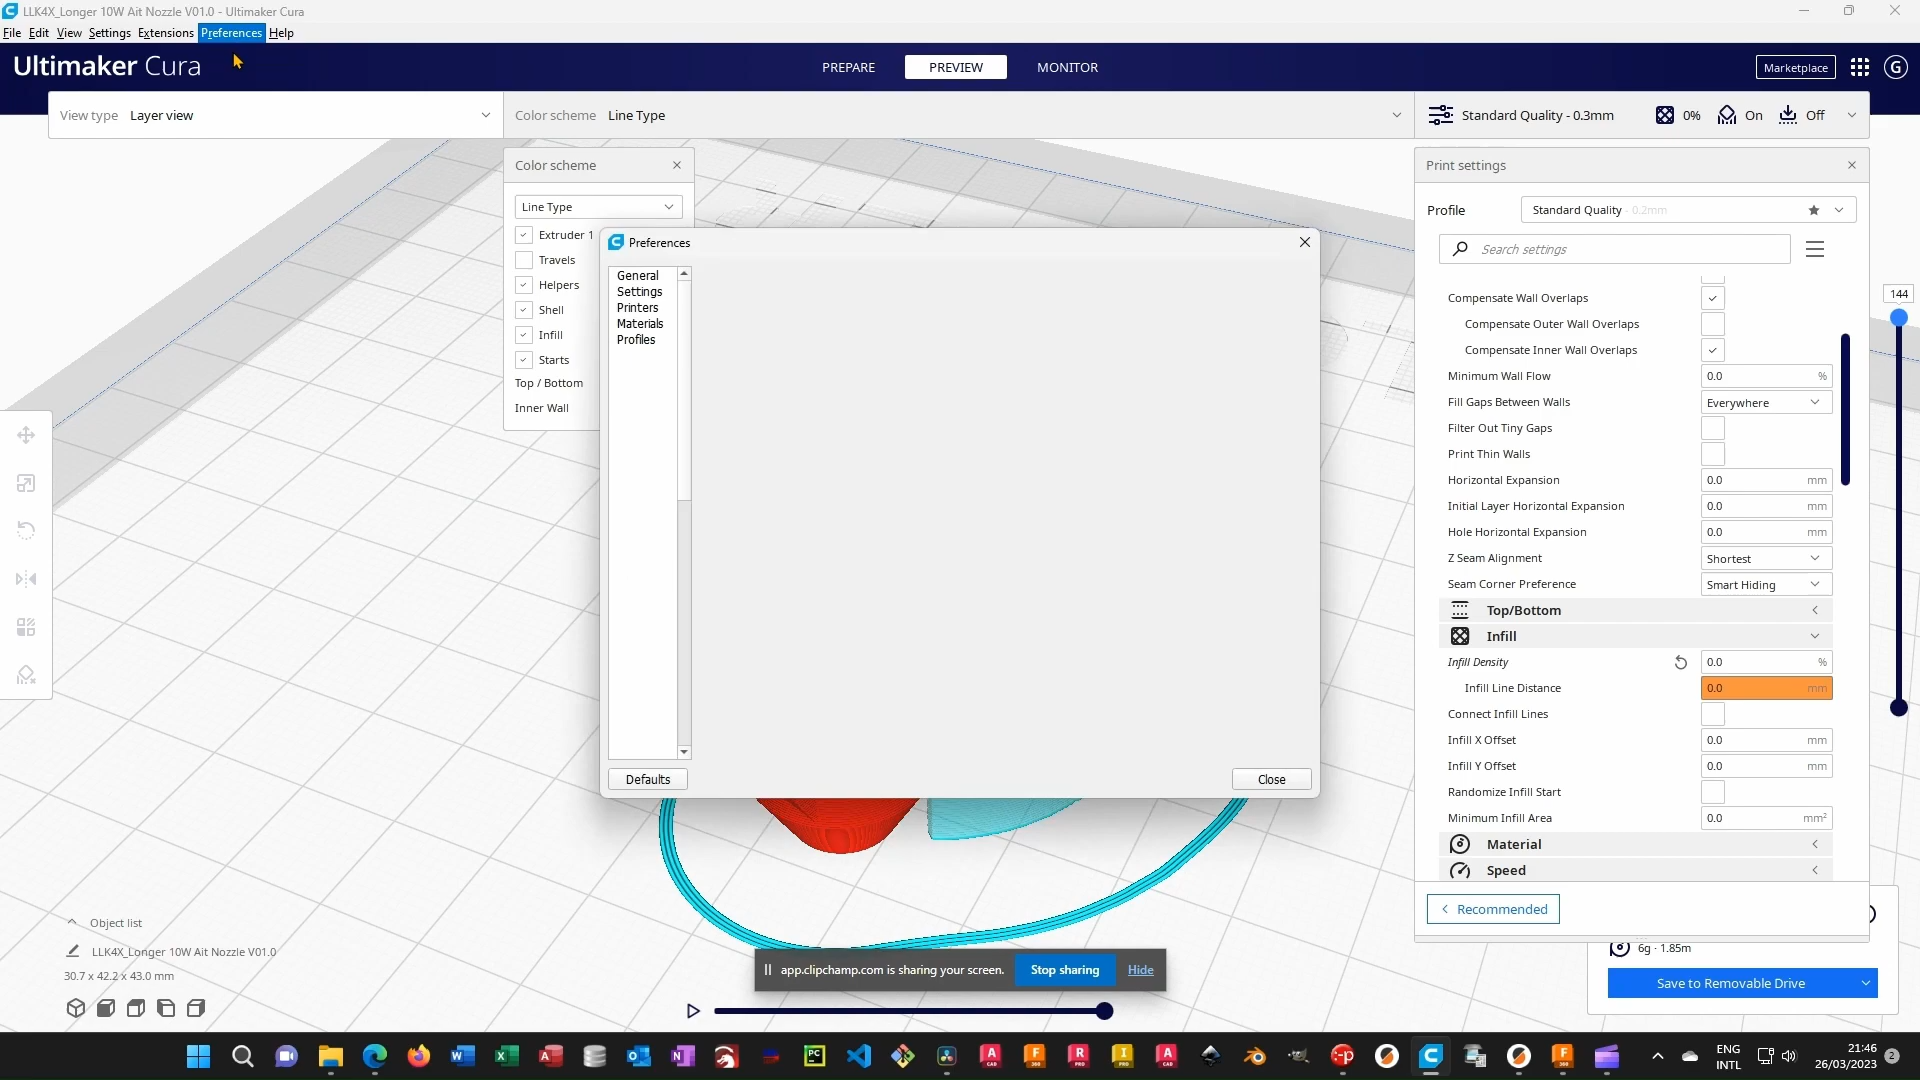 LLK4X_Longer 10W Ait Nozzle V01.0 - Ultimaker Cura
File Edit View Settings Extensions Preferences Help
Ultimaker Cura
PREPARE PREVIEW MONITOR
Marketplace
G
View type Layer view
Color scheme Line Type
Standard Quality - 0.3mm 0% On Off
Color scheme
Line Type
Extruder 1
Travels
Helpers
Shell
Infill
Starts
Top / Bottom
Inner Wall
Preferences
General
Settings
Printers
Materials
Profiles
Defaults
Close
Print settings
Profile Standard Quality - 0.2mm
Search settings
Compensate Wall Overlaps
Compensate Outer Wall Overlaps
Compensate Inner Wall Overlaps
Minimum Wall Flow 0.0 %
Fill Gaps Between Walls Everywhere
Filter Out Tiny Gaps
Print Thin Walls
Horizontal Expansion 0.0 mm
Initial Layer Horizontal Expansion 0.0 mm
Hole Horizontal Expansion 0.0 mm
Z Seam Alignment Shortest
Seam Corner Preference Smart Hiding
Top/Bottom
Infill
Infill Density 0.0 %
Infill Line Distance 0.0 mm
Connect Infill Lines
Infill X Offset 0.0 mm
Infill Y Offset 0.0 mm
Randomize Infill Start
Minimum Infill Area 0.0 mm²
Material
Speed
Recommended
144
Object list
LLK4X_Longer 10W Ait Nozzle V01.0
30.7 x 42.2 x 43.0 mm
app.clipchamp.com is sharing your screen. Stop sharing Hide
6g · 1.85m
Save to Removable Drive
ENG
INTL
21:46
26/03/2023
2